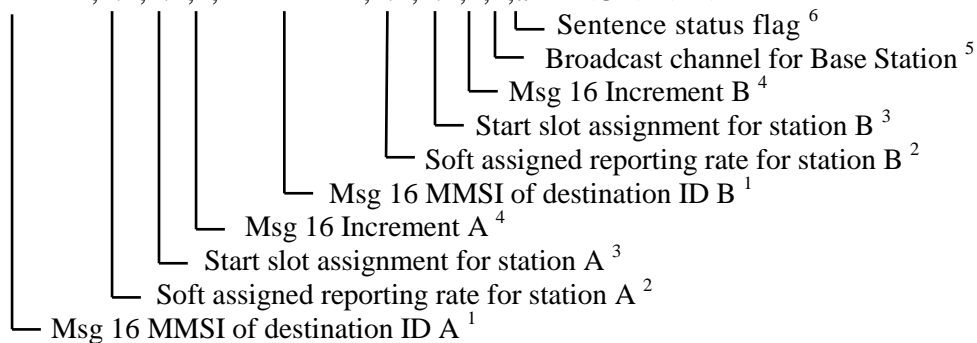 Sentence status flag 6
Broadcast channel for Base Station 5
Msg 16 Increment B 4
Start slot assignment for station B 3
Soft assigned reporting rate for station B 2
Msg 16 MMSI of destination ID B 1
Msg 16 Increment A 4
Start slot assignment for station A 3
Soft assigned reporting rate for station A 2
Msg 16 MMSI of destination ID A 1